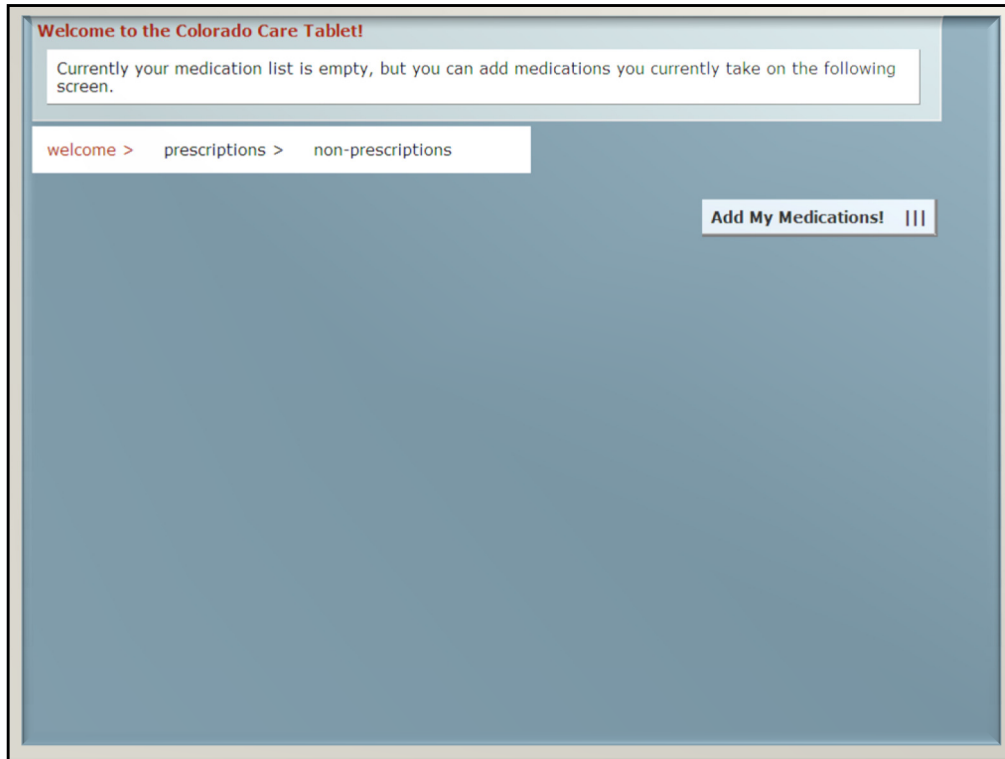 Welcome to the Colorado Care Tablet!
Currently your medication list is empty, but you can add medications you currently take on the following
screen.
welcome > prescriptions > non-prescriptions
Add My Medications! |||